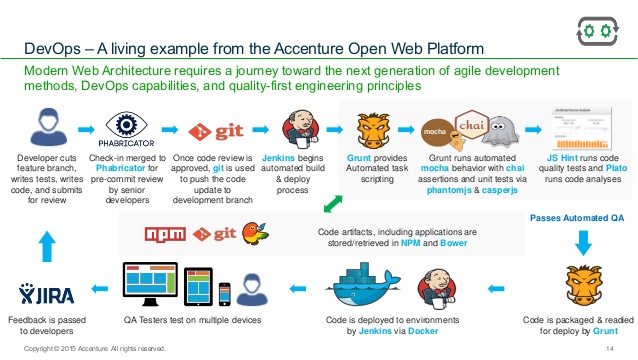 DevOps – A living example from the Accenture Open Web Platform
Modern Web Architecture requires a journey toward the next generation of agile development
methods, DevOps capabilities, and quality-first engineering principles
PHABRICATOR
git
mocha
chai
Developer cuts
feature branch,
writes tests, writes
code, and submits
for review
Check-in merged to
Phabricator for
pre-commit review
by senior
developers
Once code review is
approved, git is used
to push the code
update to
development branch
Jenkins begins
automated build
& deploy
process
Grunt provides
Automated task
scripting
Grunt runs automated
mocha behavior with chai
assertions and unit tests via
phantomjs & casperjs
JS Hint runs code
quality tests and Plato
runs code analyses
Passes Automated QA
npm
git
Code artifacts, including applications are
stored/retrieved in NPM and Bower
JIRA
docker
Feedback is passed
to developers
QA Testers test on multiple devices
Code is deployed to environments
by Jenkins via Docker
Code is packaged & readied
for deploy by Grunt
Copyright © 2015 Accenture All rights reserved.
14